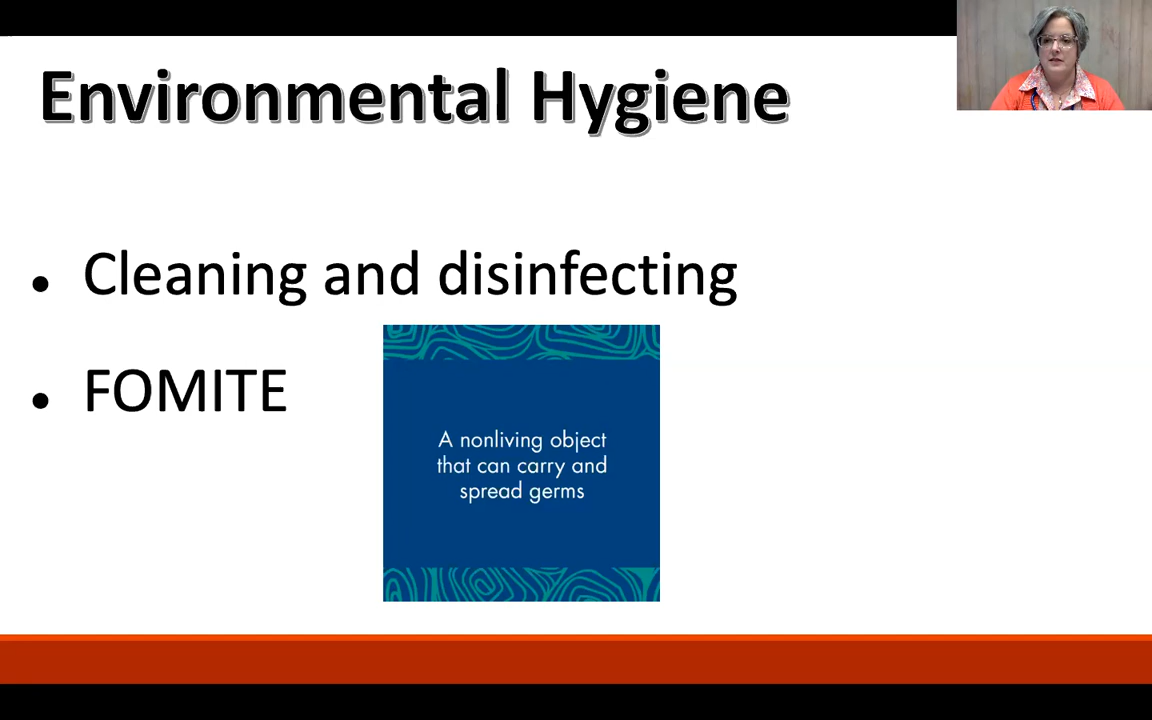 Environmental Hygiene
• Cleaning and disinfecting
• FOMITE
A nonliving object
that can carry and
spread germs